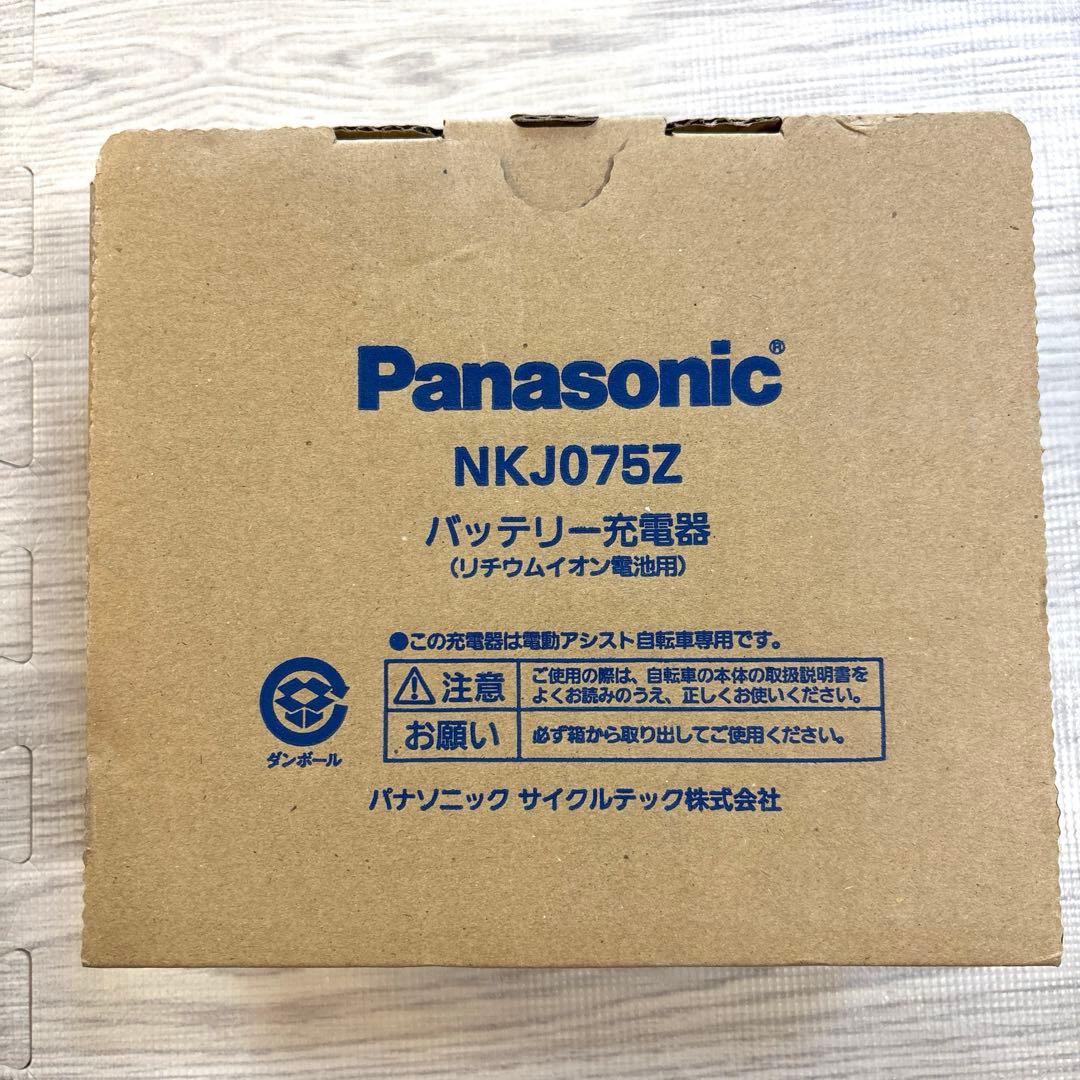 Panasonic®
NKJ075Z
バッテリー充電器
(リチウムイオン電池用)
●この充電器は電動アシスト自転車専用です。
注意
ご使用の際は、自転車の本体の取扱説明書を
よくお読みのうえ、正しくお使いください。
お願い
必ず箱から取り出してご使用ください。
ダンボール
パナソニック サイクルテック株式会社